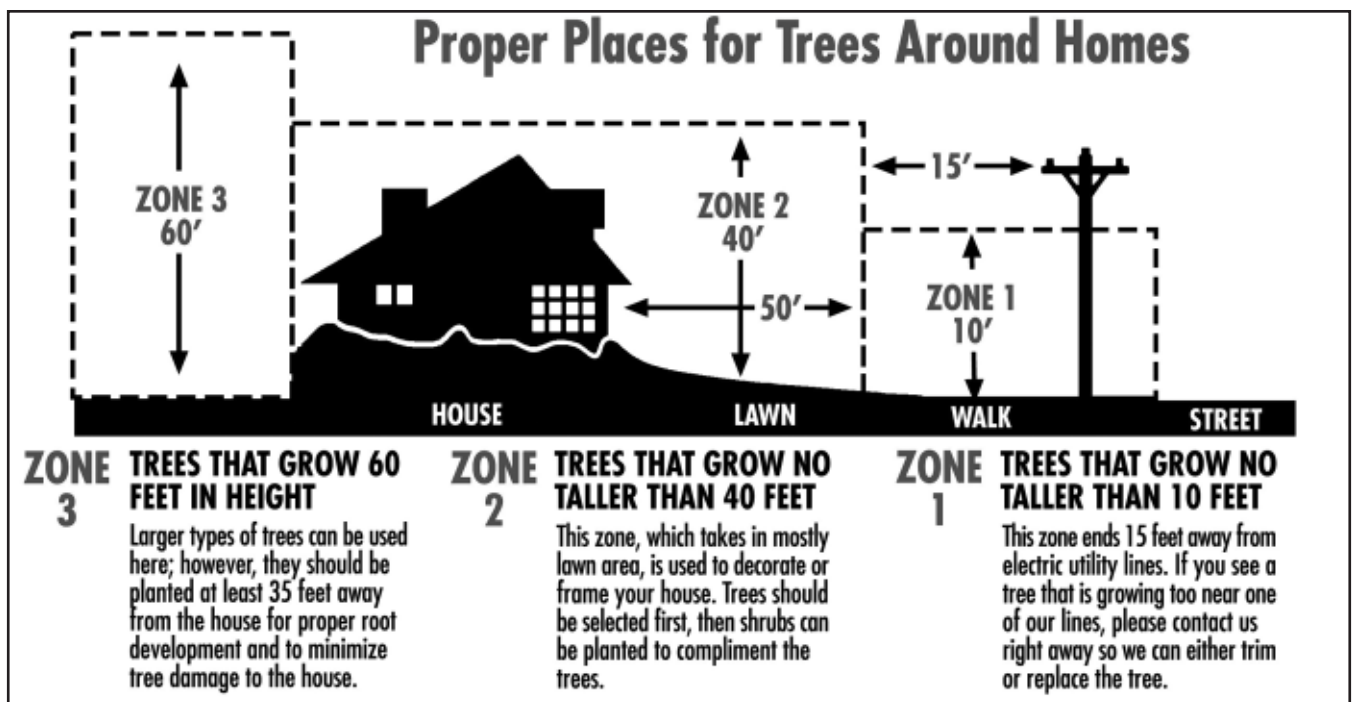 Proper Places for Trees Around Homes
ZONE 3
60′
ZONE 2
40′
15′
50′
ZONE 1
10′
HOUSE
LAWN
WALK
STREET
ZONE
3
TREES THAT GROW 60
FEET IN HEIGHT
Larger types of trees can be used
here; however, they should be
planted at least 35 feet away
from the house for proper root
development and to minimize
tree damage to the house.
ZONE
2
TREES THAT GROW NO
TALLER THAN 40 FEET
This zone, which takes in mostly
lawn area, is used to decorate or
frame your house. Trees should
be selected first, then shrubs can
be planted to compliment the
trees.
ZONE
1
TREES THAT GROW NO
TALLER THAN 10 FEET
This zone ends 15 feet away from
electric utility lines. If you see a
tree that is growing too near one
of our lines, please contact us
right away so we can either trim
or replace the tree.